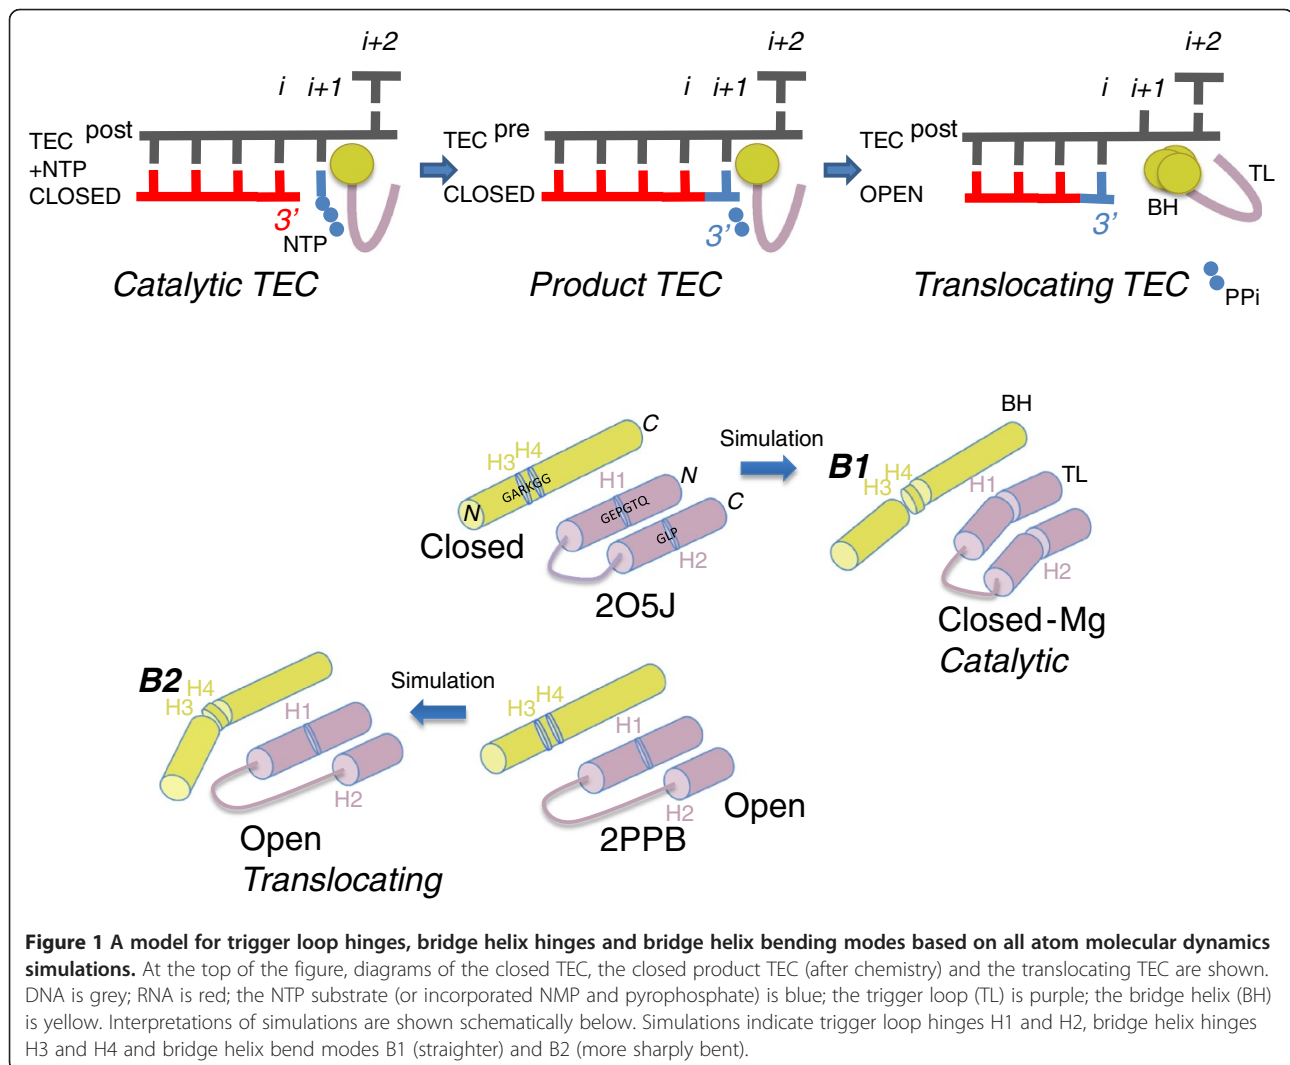 i+2
i i+1
TEC post
+NTP
CLOSED
3'
NTP
Catalytic TEC
i+2
i i+1
TEC pre
CLOSED
3'
Product TEC
i+2
i i+1
TEC post
OPEN
TL
BH
3'
Translocating TEC
PPi
C
H3 H4
GARKGG
N
Closed
H1
N
GEPGTQ
C
GLP
H2
2O5J
Simulation
BH
B1
H4
H3
H1
TL
H2
Closed-Mg
Catalytic
B2
H4
H3
H1
H2
Open
Translocating
Simulation
H3 H4
H1
H2
Open
2PPB
Figure 1 A model for trigger loop hinges, bridge helix hinges and bridge helix bending modes based on all atom molecular dynamics
simulations. At the top of the figure, diagrams of the closed TEC, the closed product TEC (after chemistry) and the translocating TEC are shown.
DNA is grey; RNA is red; the NTP substrate (or incorporated NMP and pyrophosphate) is blue; the trigger loop (TL) is purple; the bridge helix (BH)
is yellow. Interpretations of simulations are shown schematically below. Simulations indicate trigger loop hinges H1 and H2, bridge helix hinges
H3 and H4 and bridge helix bend modes B1 (straighter) and B2 (more sharply bent).